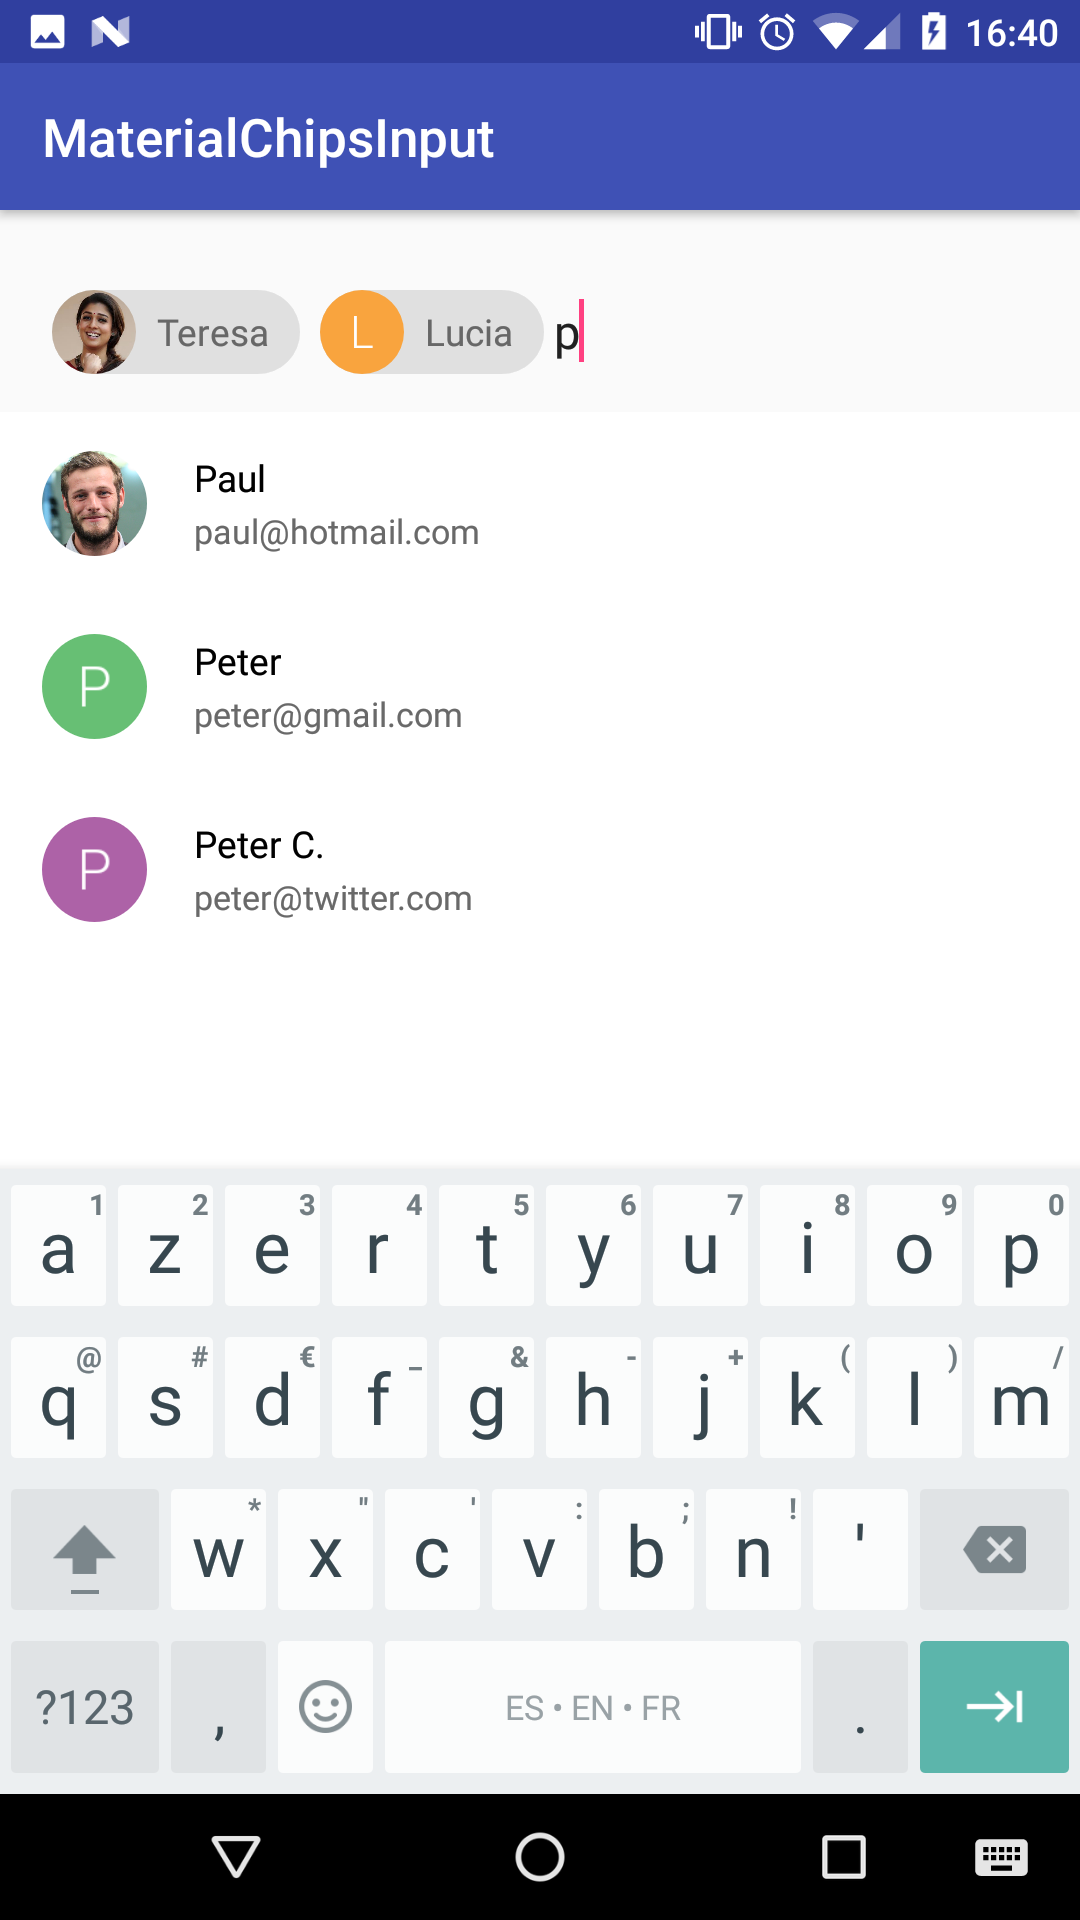 16:40
MaterialChipsInput
Teresa L Lucia p
Paul
paul@hotmail.com
P Peter
peter@gmail.com
P Peter C.
peter@twitter.com
1 2 3 4 5 6 7 8 9 0
a z e r t y u i o p
@ # € _ & - + ( ) /
q s d f g h j k l m
* " ' : ; !
w x c v b n '
?123 , ES • EN • FR .